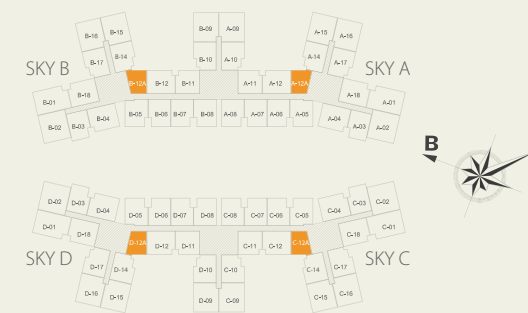 B-15
B-16
B-09
A-09
A-15
A-16
B-14
B-17
B-10
A-10
A-14
A-17
SKY B
SKY A
B-12A
B-12
B-11
A-11
A-12
A-12A
B-18
A-18
B-01
A-01
B-02
B-03
B-04
B-05
B-06
B-07
B-08
A-08
A-07
A-06
A-05
A-04
A-03
A-02
B
D-02
D-03
D-04
D-05
D-06
D-07
D-08
C-08
C-07
C-06
C-05
C-04
C-03
C-02
D-01
C-01
D-18
C-18
D-12A
D-12
D-11
C-11
C-12
C-12A
SKY D
SKY C
D-17
D-14
D-10
C-10
C-14
C-17
D-16
D-15
D-09
C-09
C-15
C-16